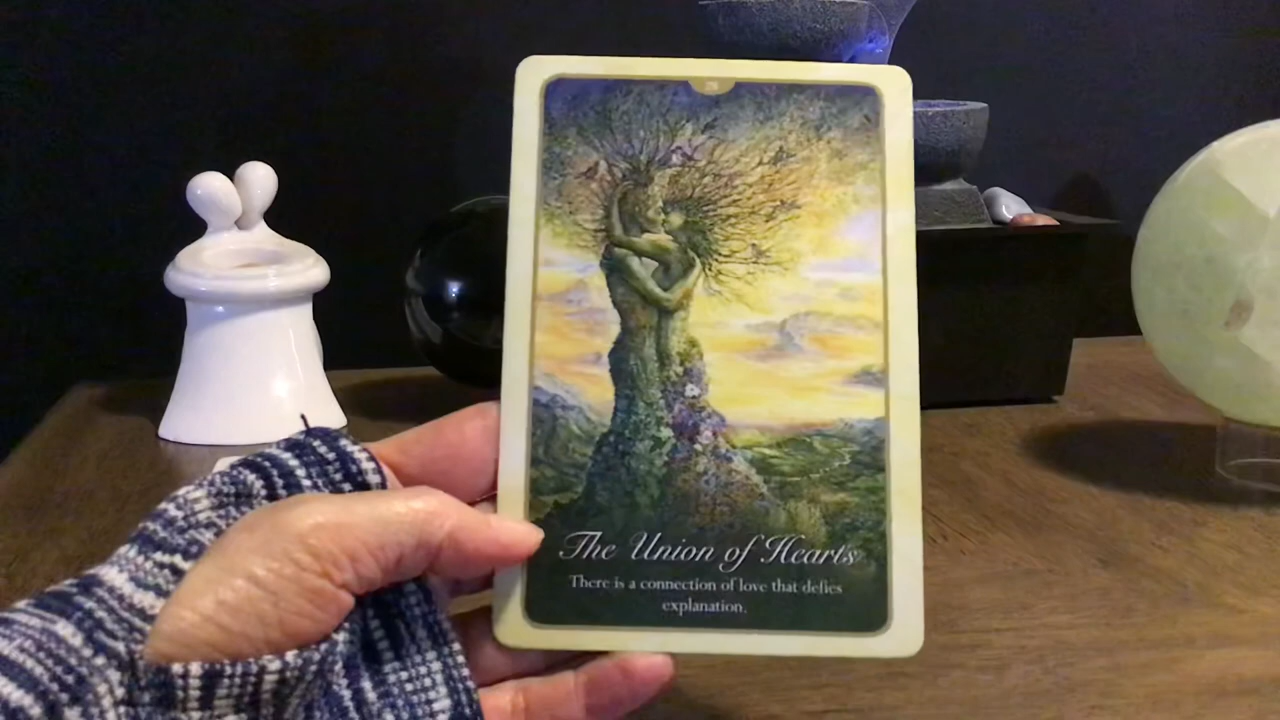 The Union of Hearts
There is a connection of love that defies
explanation.